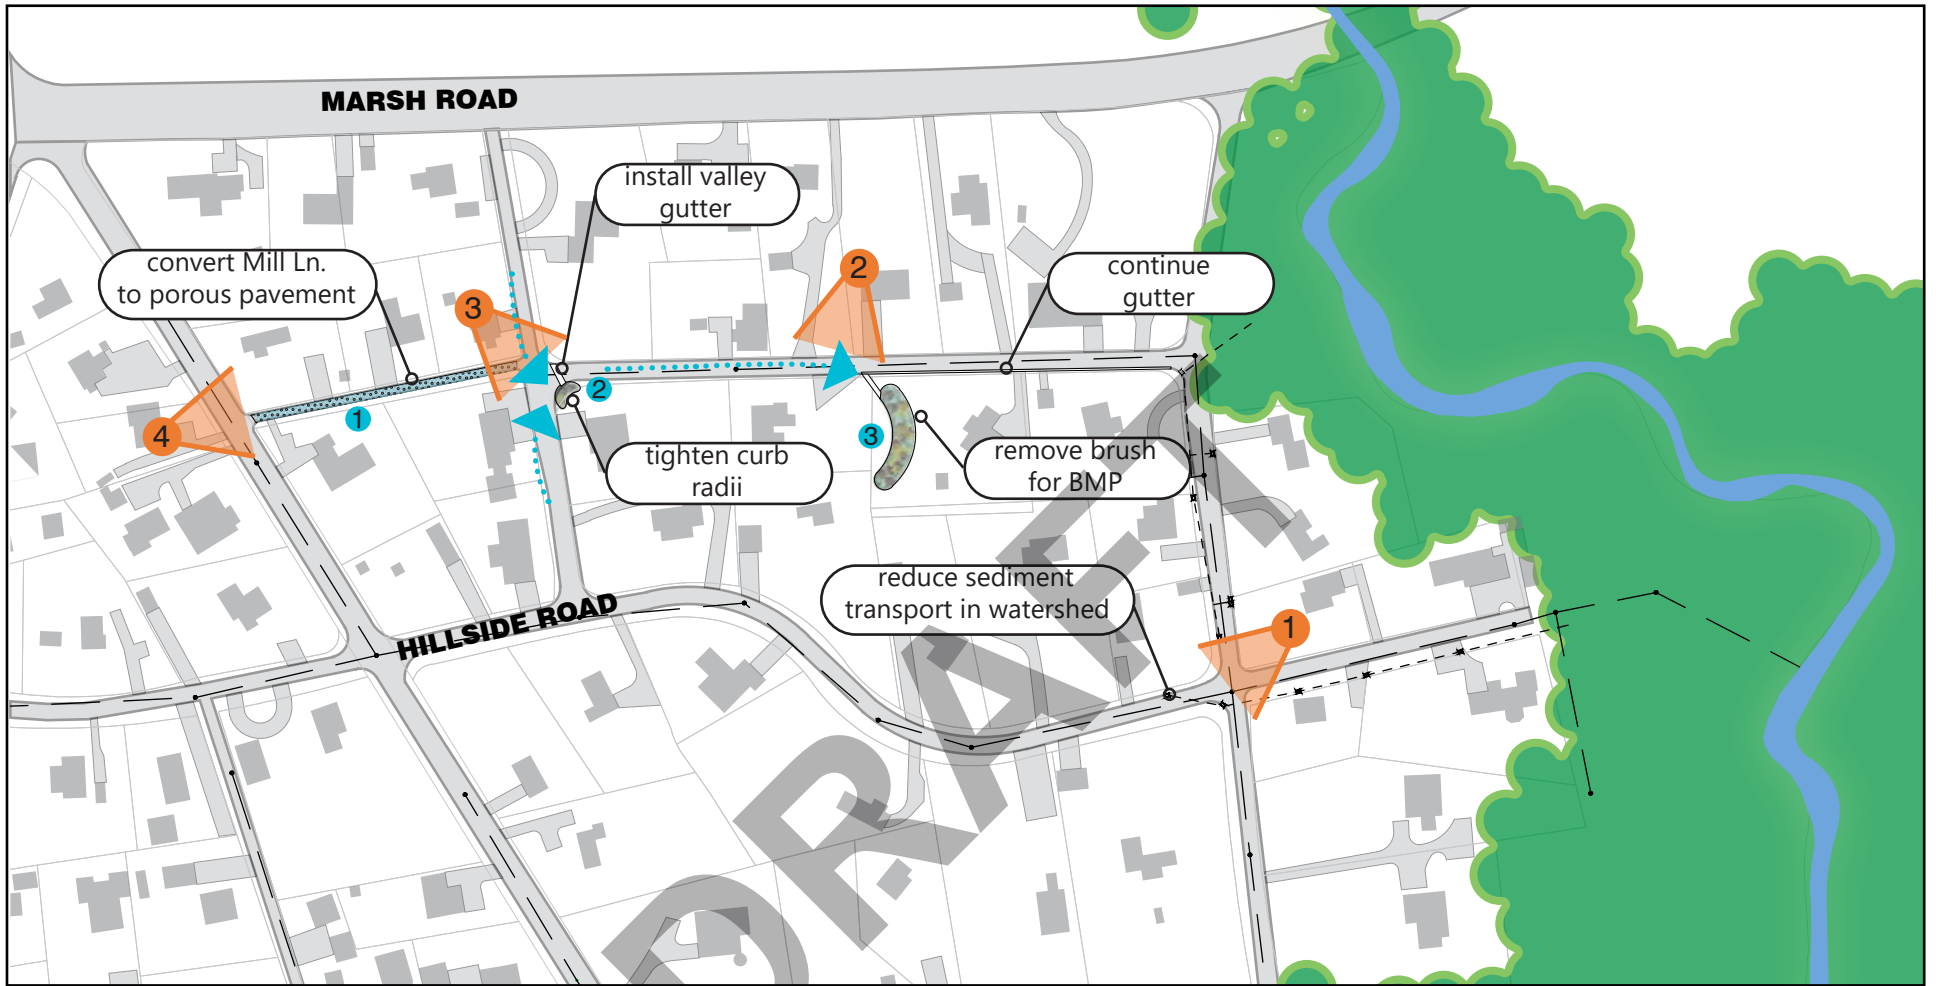 MARSH ROAD
install valley
gutter
convert Mill Ln.
to porous pavement
continue
gutter
2
3
4
1
2
3
tighten curb
radii
remove brush
for BMP
reduce sediment
transport in watershed
1
HILLSIDE ROAD
DRAFT